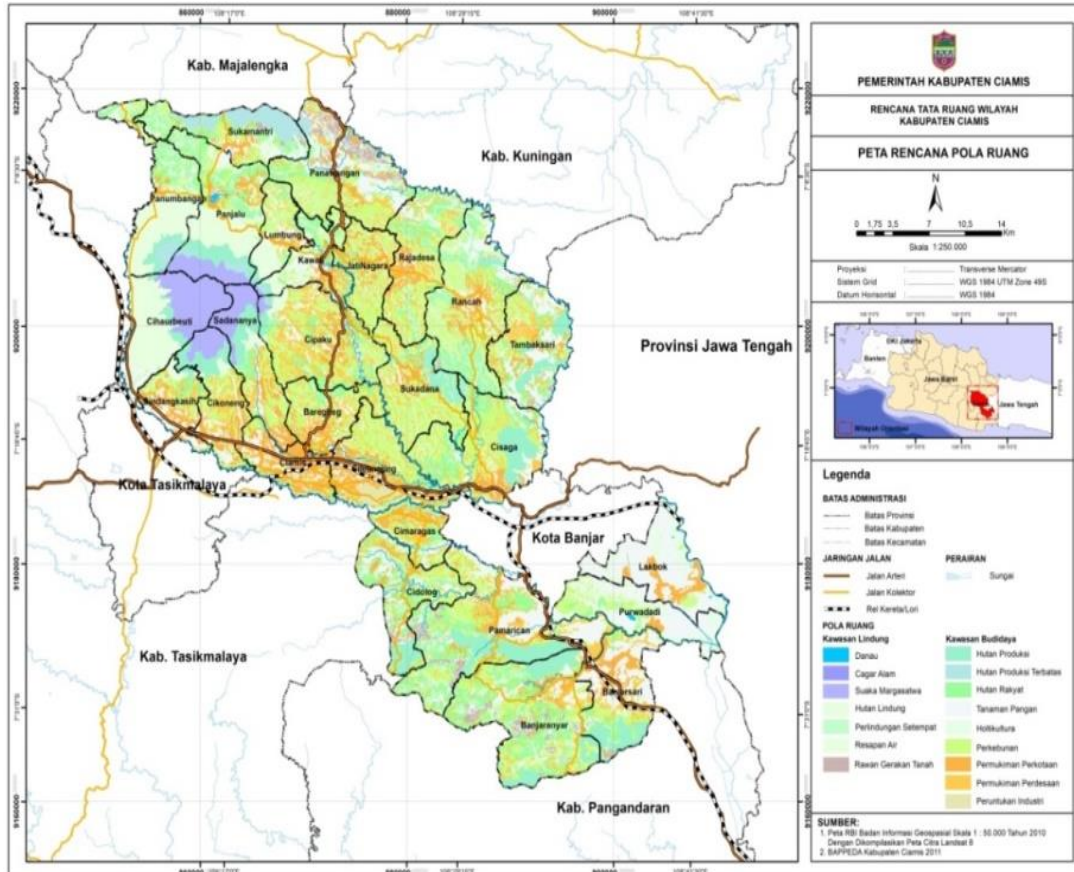 Kab. Majalengka
Kab. Kuningan
Provinsi Jawa Tengah
Kota Tasikmalaya
Kota Banjar
Kab. Tasikmalaya
Kab. Pangandaran
Sukamantri
Panawangan
Panumbangan
Panjalu
Lumbung
Kawali
JatiNagara
Rajadesa
Rancah
Cihaurbeuti
Sadananya
Cipaku
Tambaksari
Sukadana
Sindangkasih
Cikoneng
Baregbeg
Cisaga
Ciamis
Cimaragas
Cidolog
Pamarican
Lakbok
Purwadadi
Banjarsari
Banjaranyar
PEMERINTAH KABUPATEN CIAMIS
RENCANA TATA RUANG WILAYAH
KABUPATEN CIAMIS
PETA RENCANA POLA RUANG
N
0 1,75 3,5 7 10,5 14
Km
Skala 1:250.000
Proyeksi : Transverse Mercator
Sistem Grid : WGS 1984 UTM Zone 49S
Datum Horisontal : WGS 1984
DKI Jakarta
Banten
Jawa Barat
Jawa Tengah
Legenda
BATAS ADMINISTRASI
Batas Provinsi
Batas Kabupaten
Batas Kecamatan
JARINGAN JALAN
Jalan Arteri
Jalan Kolektor
Rel Kereta/Lori
PERAIRAN
Sungai
POLA RUANG
Kawasan Lindung
Danau
Cagar Alam
Suaka Margasatwa
Hutan Lindung
Perlindungan Setempat
Resapan Air
Rawan Gerakan Tanah
Kawasan Budidaya
Hutan Produksi
Hutan Produksi Terbatas
Hutan Rakyat
Tanaman Pangan
Holtikultura
Perkebunan
Permukiman Perkotaan
Permukiman Perdesaan
Peruntukan Industri
SUMBER:
1. Peta RBI Badan Informasi Geospasial Skala 1 : 50.000 Tahun 2010
Dengan Dikompilasikan Peta Citra Landsat 8
2. BAPPEDA Kabupaten Ciamis 2011